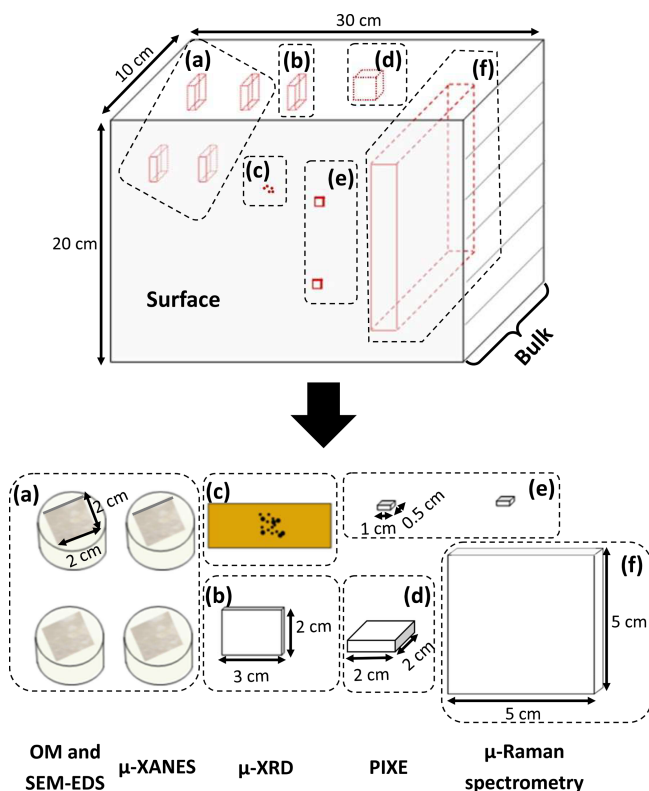 30 cm
10 cm
(a)
(b)
(d)
(f)
(c)
(e)
20 cm
Surface
Bulk
(a)
2 cm
2 cm
(c)
(e)
1 cm
0.5 cm
(b)
2 cm
3 cm
(d)
2 cm
2 cm
(f)
5 cm
5 cm
OM and
SEM-EDS
μ-XANES
μ-XRD
PIXE
μ-Raman
spectrometry